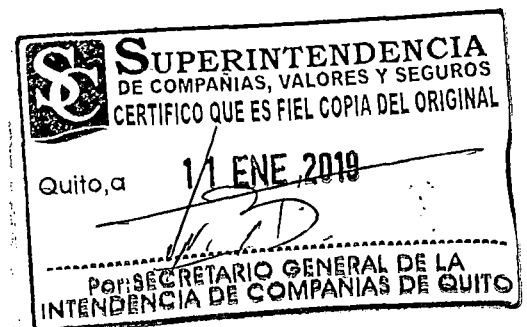 SC SUPERINTENDENCIA
DE COMPAÑIAS, VALORES Y SEGUROS
CERTIFICO QUE ES FIEL COPIA DEL ORIGINAL
Quito,a 11 ENE 2019
Por:SECRETARIO GENERAL DE LA
INTENDENCIA DE COMPAÑIAS DE QUITO